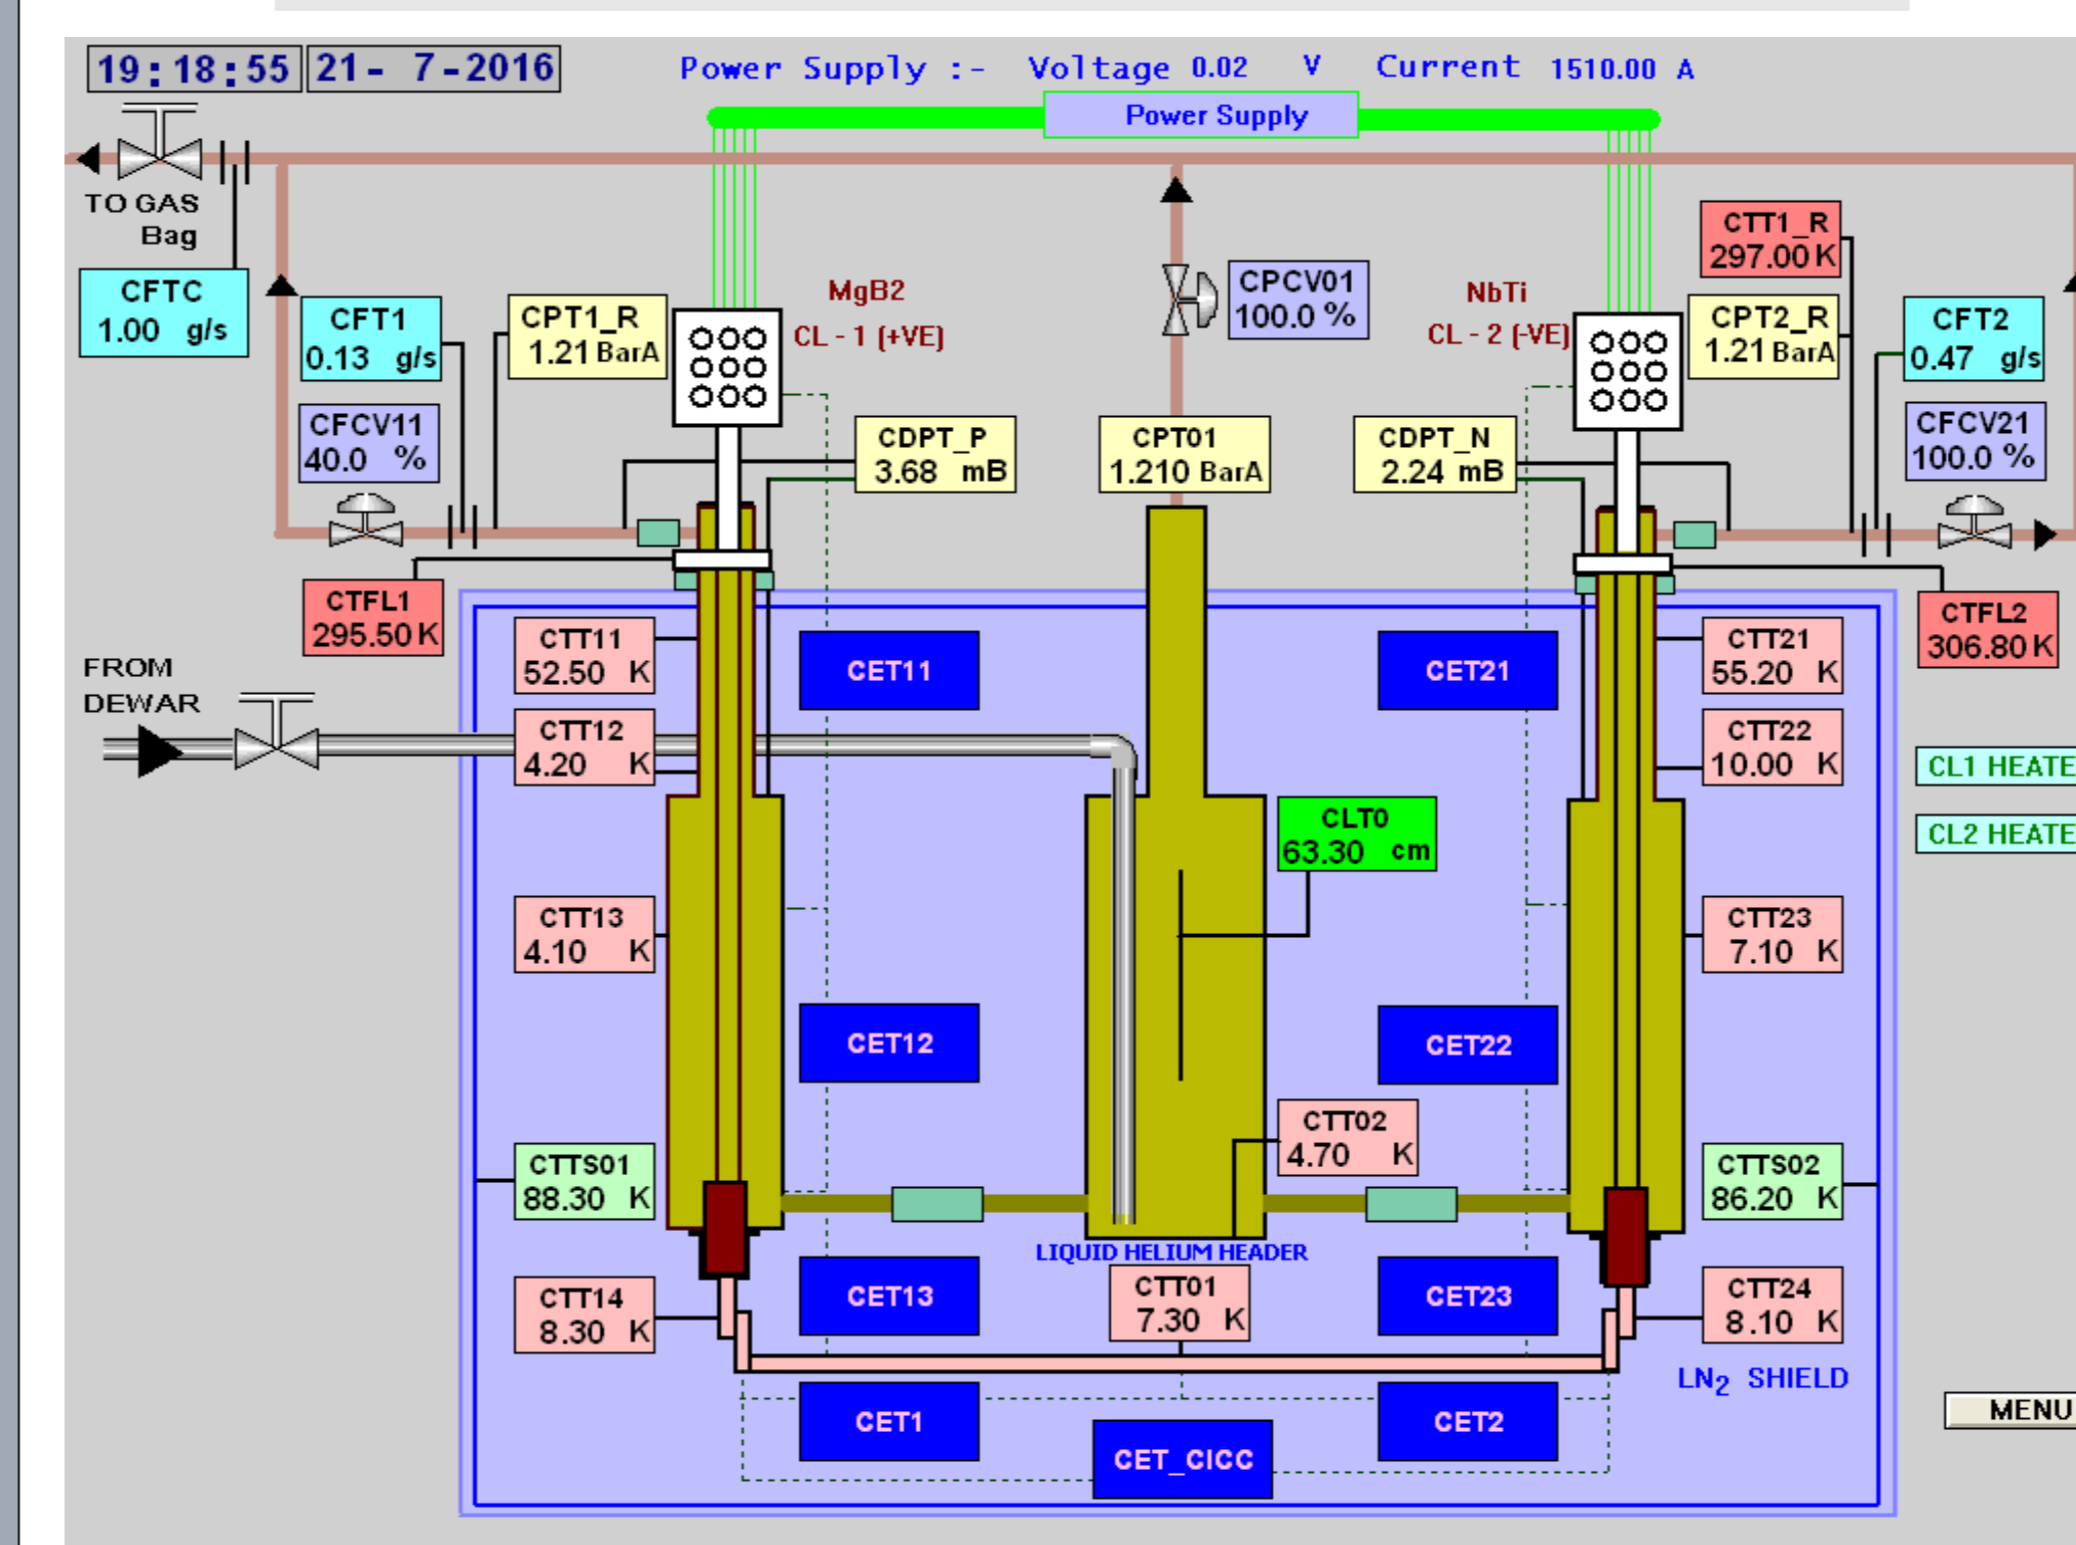 19:18:55 21- 7-2016
Power Supply :- Voltage 0.02 V Current 1510.00 A
Power Supply
TO GAS
Bag
CFTC
1.00 g/s
CFT1
0.13 g/s
CPT1_R
1.21 BarA
MgB2
CL - 1 (+VE)
CPCV01
100.0 %
NbTi
CL - 2 (-VE)
CTT1_R
297.00 K
CPT2_R
1.21 BarA
CFT2
0.47 g/s
CFCV11
40.0 %
CDPT_P
3.68 mB
CPT01
1.210 BarA
CDPT_N
2.24 mB
CFCV21
100.0 %
CTFL1
295.50 K
CTFL2
306.80 K
CTT11
52.50 K
CET11
CET21
CTT21
55.20 K
FROM
DEWAR
CTT12
4.20 K
CTT22
10.00 K
CL1 HEATE
CLT0
63.30 cm
CL2 HEATE
CTT13
4.10 K
CTT23
7.10 K
CET12
CET22
CTT02
4.70 K
CTTS01
88.30 K
CTTS02
86.20 K
LIQUID HELIUM HEADER
CTT14
8.30 K
CET13
CTT01
7.30 K
CET23
CTT24
8.10 K
LN2 SHIELD
CET1
CET2
MENU
CET_CICC